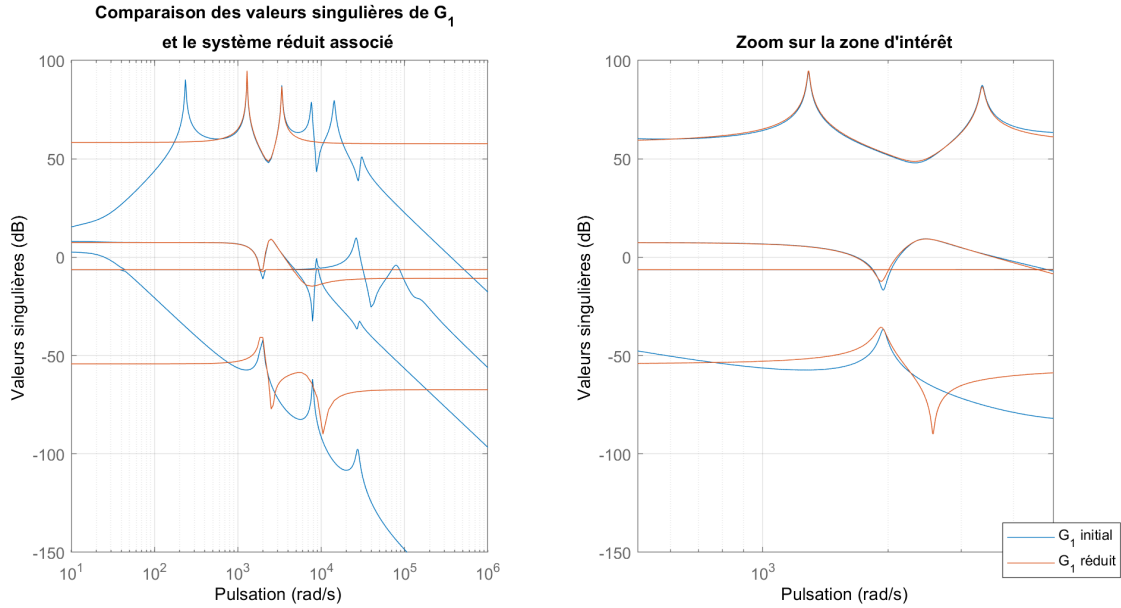 Comparaison des valeurs singulières de G1
et le système réduit associé
Valeurs singulières (dB)
100
50
0
-50
-100
-150
10^1 10^2 10^3 10^4 10^5 10^6
Pulsation (rad/s)
Zoom sur la zone d'intérêt
Valeurs singulières (dB)
100
50
0
-50
-100
-150
10^3
Pulsation (rad/s)
G1 initial
G1 réduit